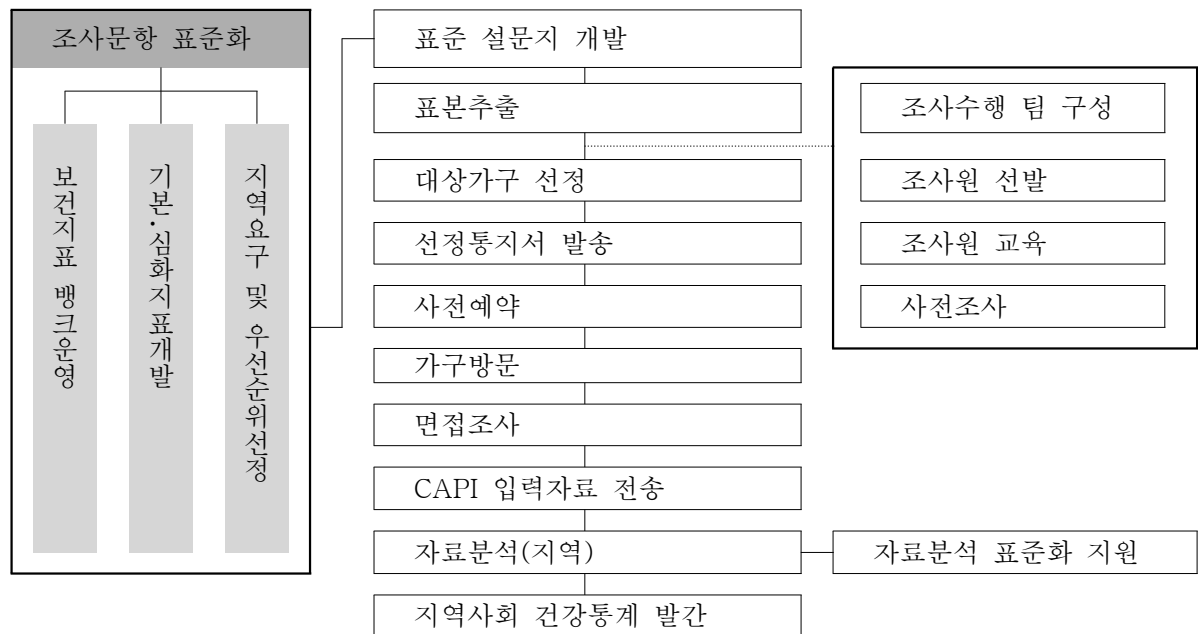 조사문항 표준화
보건지표 뱅크운영
기본·심화지표개발
지역요구 및 우선순위선정
표준 설문지 개발
표본추출
대상가구 선정
선정통지서 발송
사전예약
가구방문
면접조사
CAPI 입력자료 전송
자료분석(지역)
지역사회 건강통계 발간
조사수행 팀 구성
조사원 선발
조사원 교육
사전조사
자료분석 표준화 지원